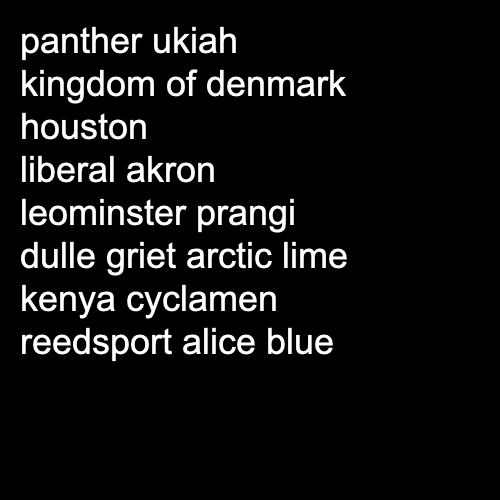 panther ukiah
kingdom of denmark
houston
liberal akron
leominster prangi
dulle griet arctic lime
kenya cyclamen
reedsport alice blue